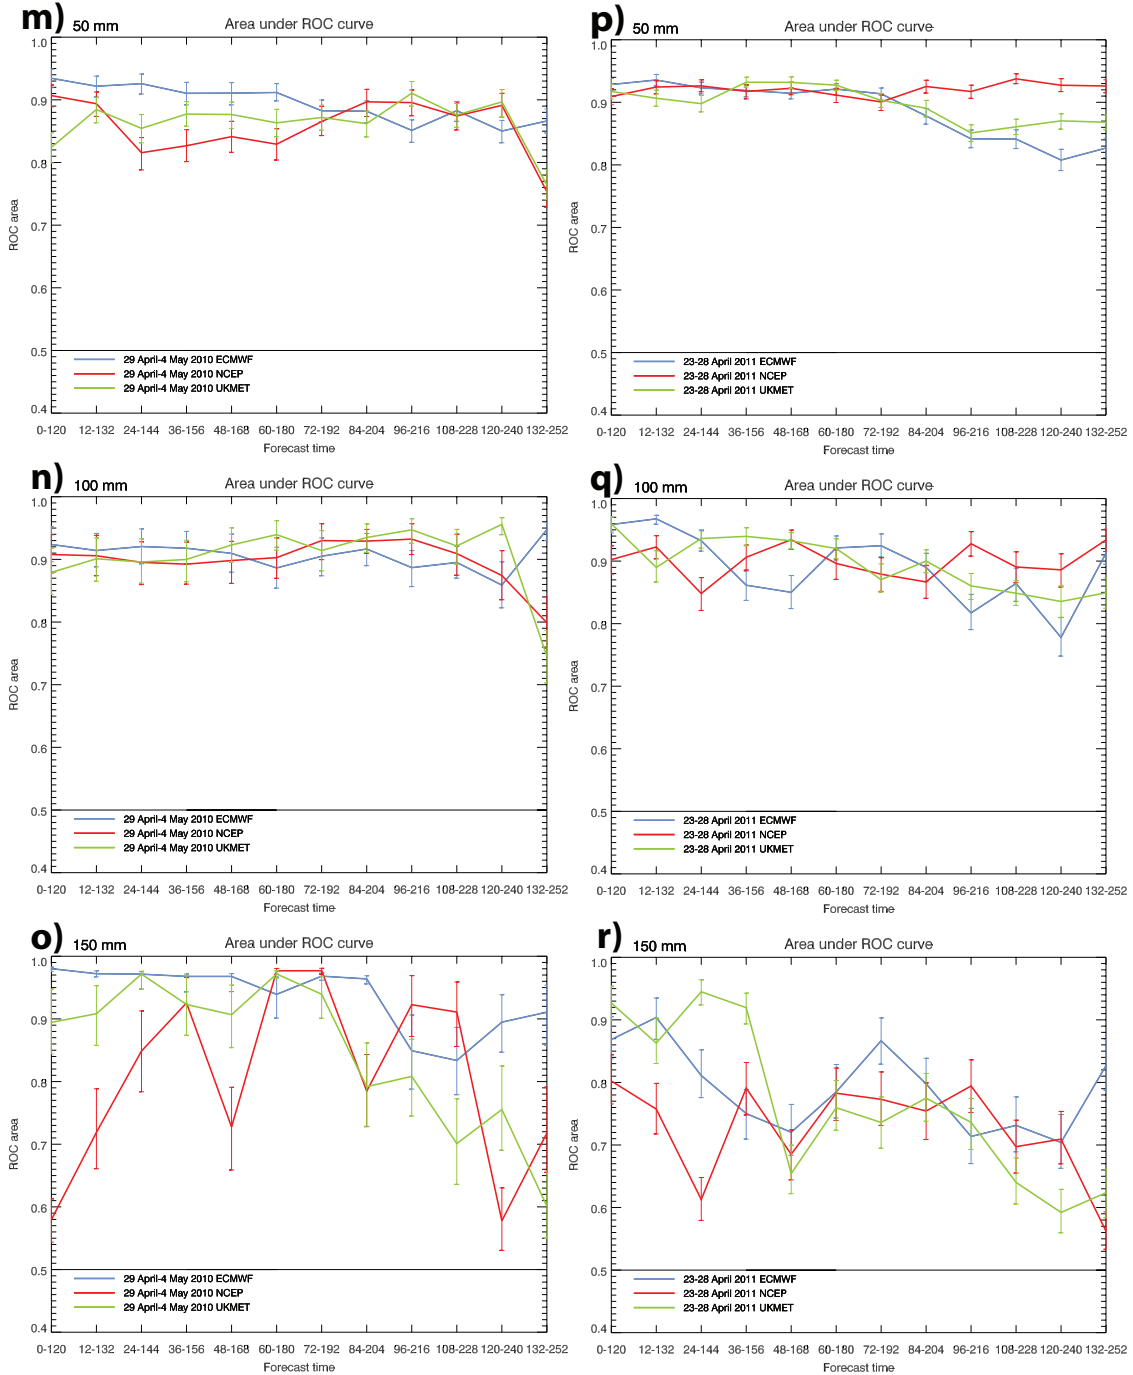 m) 50 mm Area under ROC curve
1.0
0.9
0.8
0.7
0.6
0.5
0.4
ROC area
29 April-4 May 2010 ECMWF
29 April-4 May 2010 NCEP
29 April-4 May 2010 UKMET
0-120 12-132 24-144 36-156 48-168 60-180 72-192 84-204 96-216 108-228 120-240 132-252
Forecast time
p) 50 mm Area under ROC curve
1.0
0.9
0.8
0.7
0.6
0.5
0.4
ROC area
23-28 April 2011 ECMWF
23-28 April 2011 NCEP
23-28 April 2011 UKMET
0-120 12-132 24-144 36-156 48-168 60-180 72-192 84-204 96-216 108-228 120-240 132-252
Forecast time
n) 100 mm Area under ROC curve
1.0
0.9
0.8
0.7
0.6
0.5
0.4
ROC area
29 April-4 May 2010 ECMWF
29 April-4 May 2010 NCEP
29 April-4 May 2010 UKMET
0-120 12-132 24-144 36-156 48-168 60-180 72-192 84-204 96-216 108-228 120-240 132-252
Forecast time
q) 100 mm Area under ROC curve
1.0
0.9
0.8
0.7
0.6
0.5
0.4
ROC area
23-28 April 2011 ECMWF
23-28 April 2011 NCEP
23-28 April 2011 UKMET
0-120 12-132 24-144 36-156 48-168 60-180 72-192 84-204 96-216 108-228 120-240 132-252
Forecast time
o) 150 mm Area under ROC curve
1.0
0.9
0.8
0.7
0.6
0.5
0.4
ROC area
29 April-4 May 2010 ECMWF
29 April-4 May 2010 NCEP
29 April-4 May 2010 UKMET
0-120 12-132 24-144 36-156 48-168 60-180 72-192 84-204 96-216 108-228 120-240 132-252
Forecast time
r) 150 mm Area under ROC curve
1.0
0.9
0.8
0.7
0.6
0.5
0.4
ROC area
23-28 April 2011 ECMWF
23-28 April 2011 NCEP
23-28 April 2011 UKMET
0-120 12-132 24-144 36-156 48-168 60-180 72-192 84-204 96-216 108-228 120-240 132-252
Forecast time